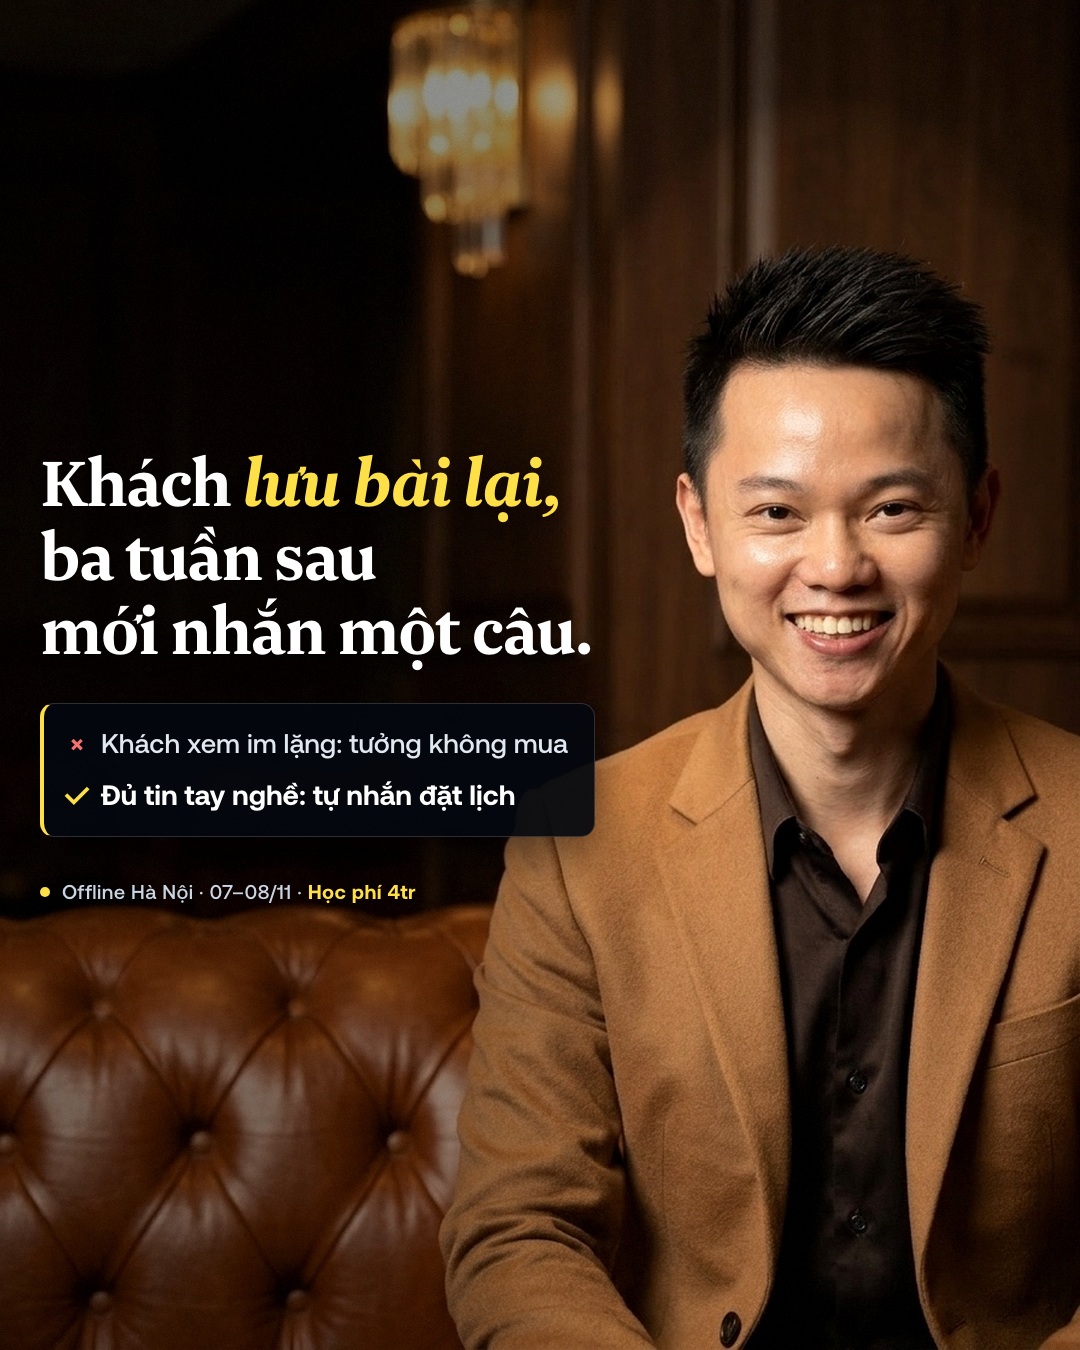 Khách lưu bài lại,
ba tuần sau
mới nhắn một câu.
× Khách xem im lặng: tưởng không mua
✓ Đủ tin tay nghề: tự nhắn đặt lịch
Offline Hà Nội · 07–08/11 · Học phí 4tr